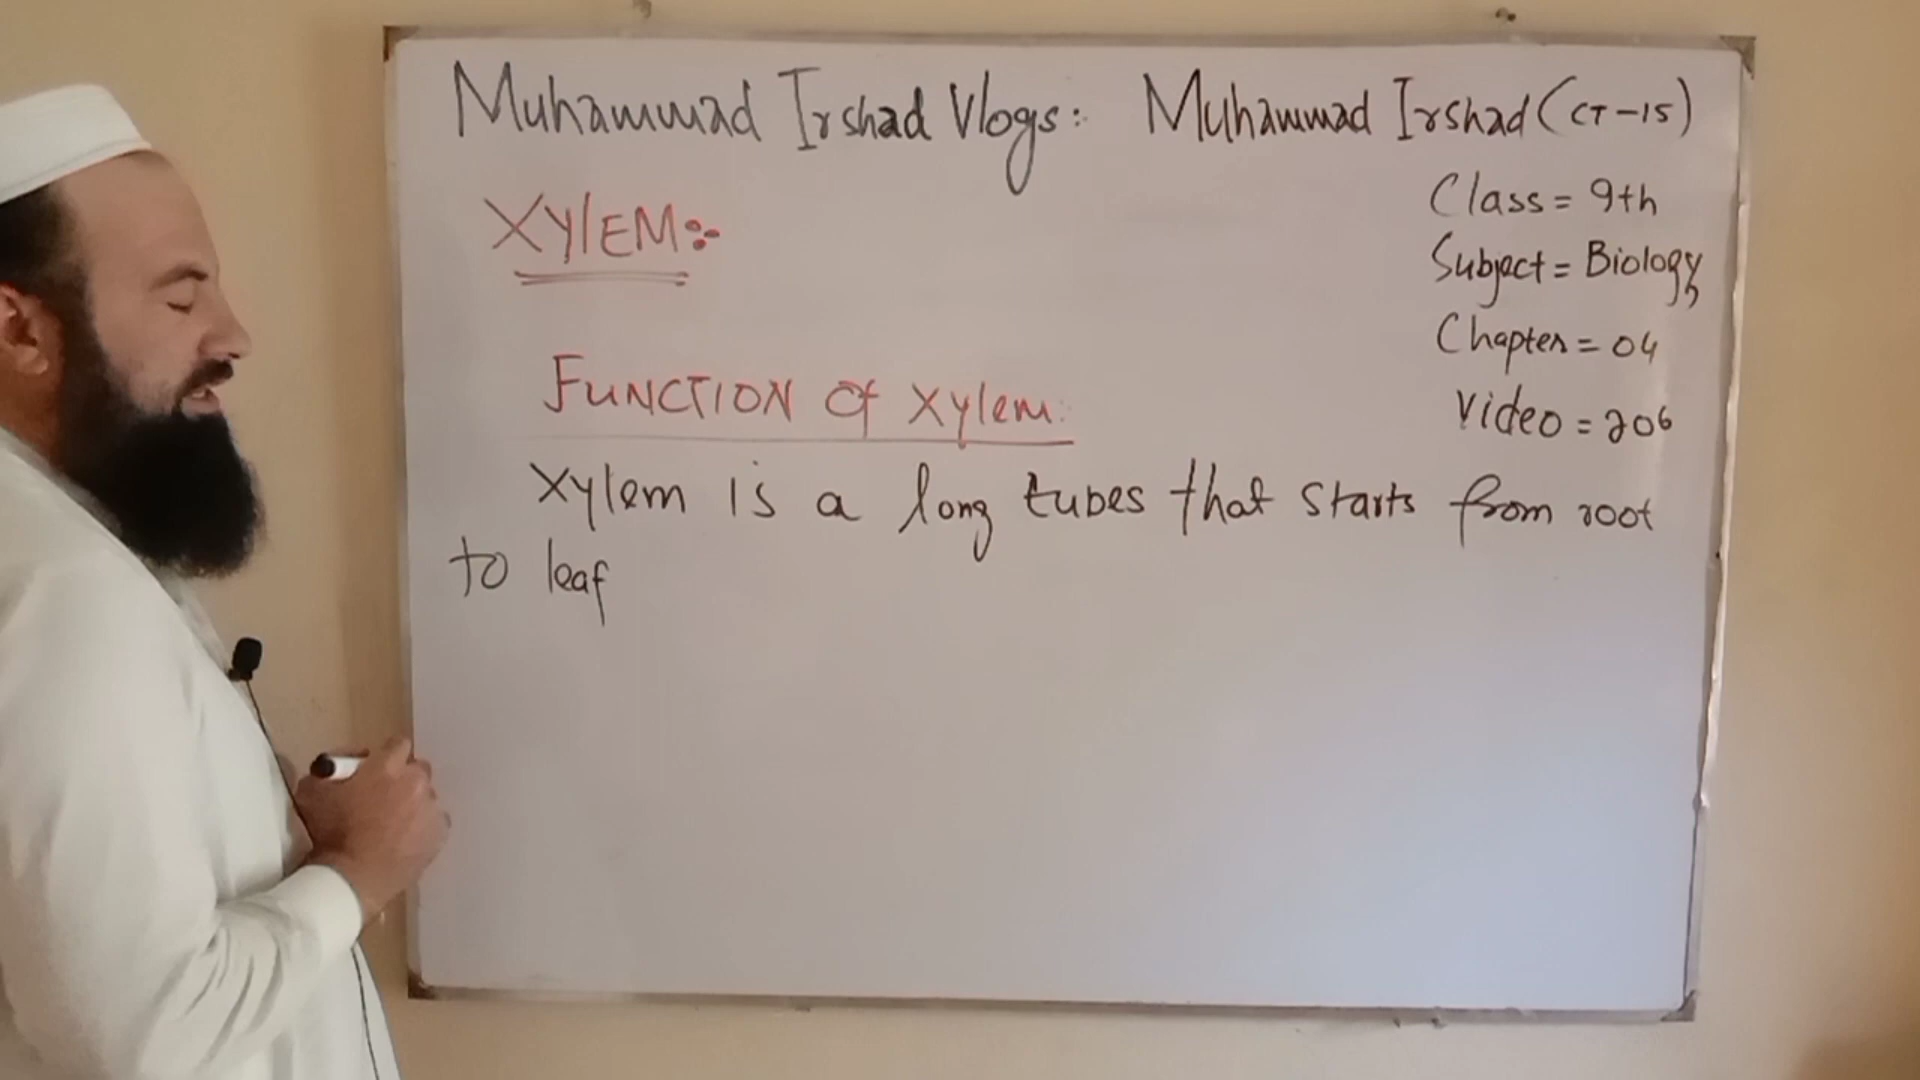 Muhammad Irshad Vlogs: Muhammad Irshad (CT-15)
XYlEM:-
Class = 9th
Subject = Biology
Chapter = 04
Video = 206
FUNCTION Of Xylem:
Xylem is a long tubes that starts from root
to leaf